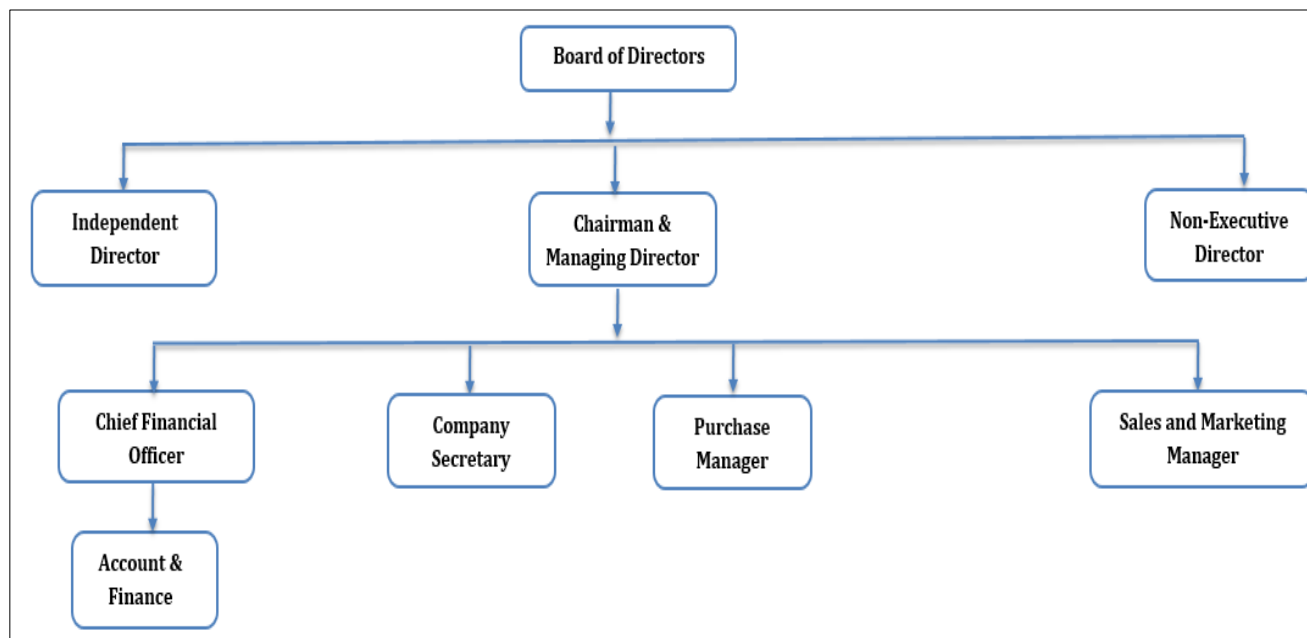 Board of Directors
Independent
Director
Chairman &
Managing Director
Non-Executive
Director
Chief Financial
Officer
Company
Secretary
Purchase
Manager
Sales and Marketing
Manager
Account &
Finance